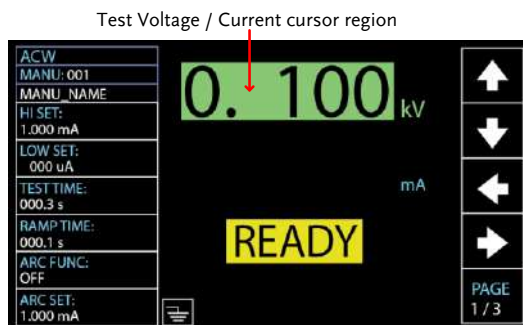 Test Voltage / Current cursor region
ACW
MANU: 001
MANU_NAME
HI SET:
1.000 mA
LOW SET:
000 uA
TEST TIME:
000.3 s
RAMP TIME:
000.1 s
ARC FUNC:
OFF
ARC SET:
1.000 mA
0. 100 kV
mA
READY
PAGE
1 / 3